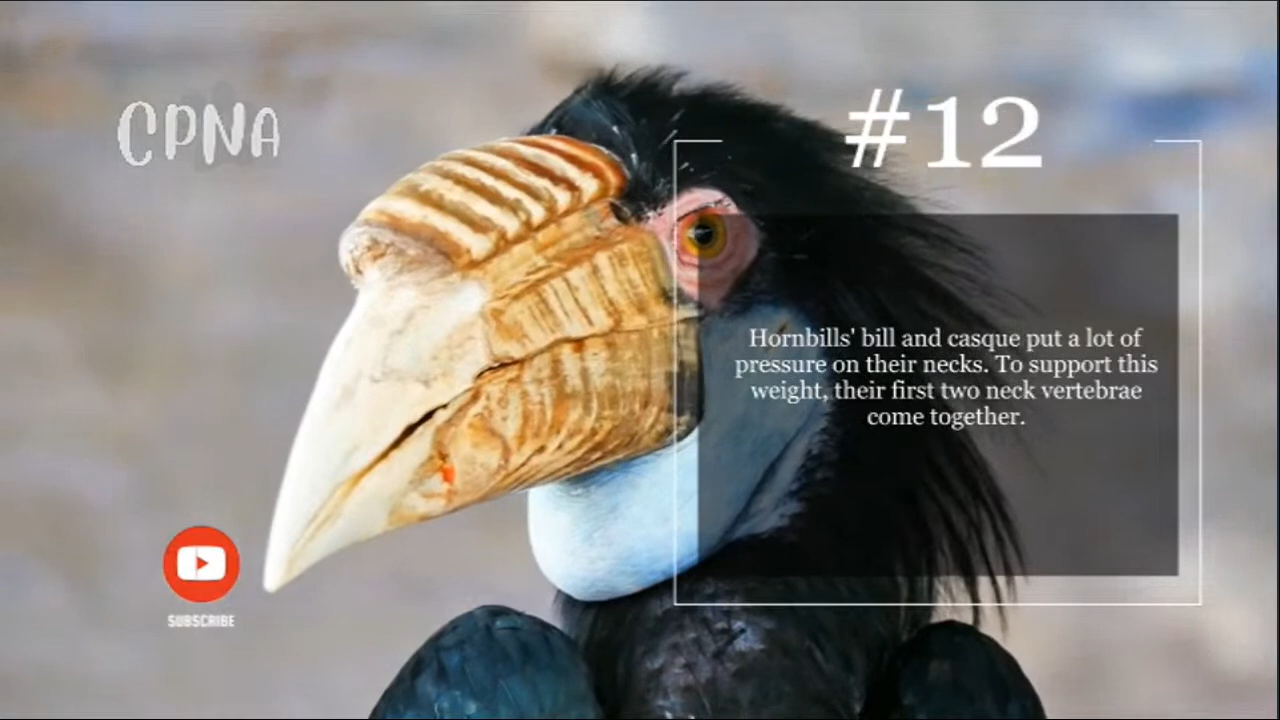 CPNA
#12
Hornbills' bill and casque put a lot of
pressure on their necks. To support this
weight, their first two neck vertebrae
come together.
SUBSCRIBE